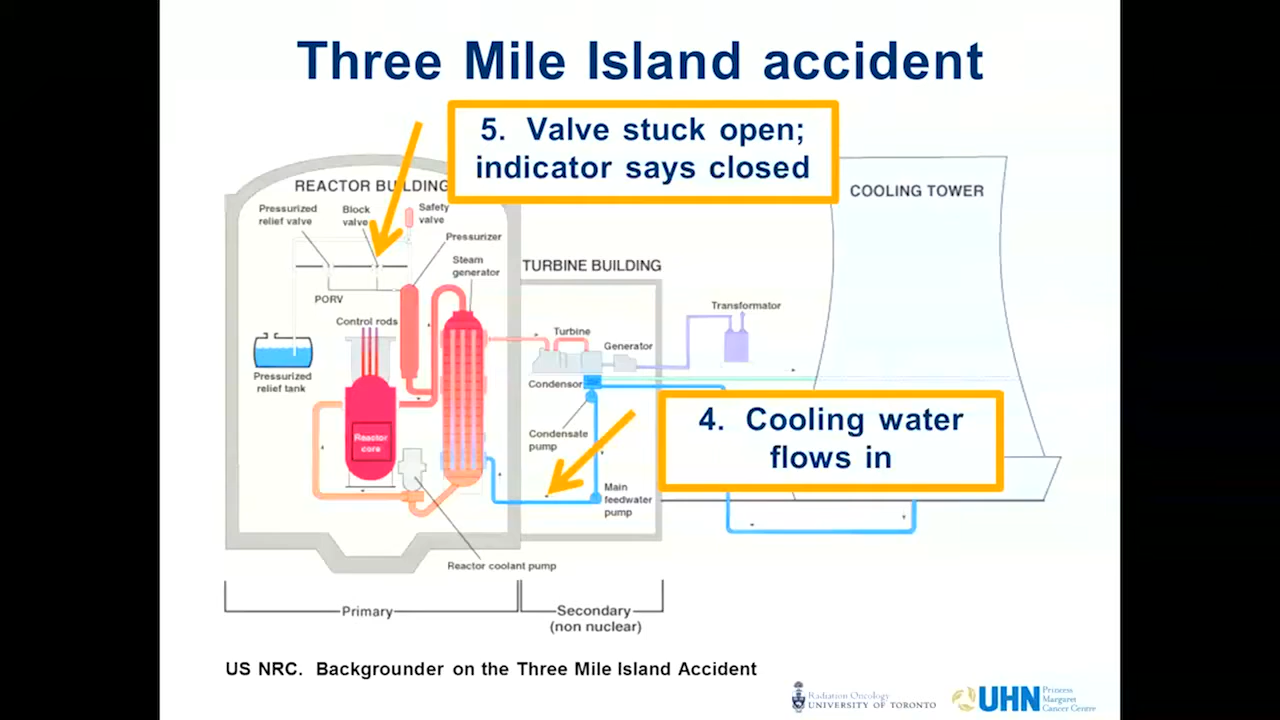 Three Mile Island accident
5. Valve stuck open;
indicator says closed
REACTOR BUILDING
COOLING TOWER
Pressurized
relief valve
Block
valve
Safety
valve
Pressurizer
Steam
generator
TURBINE BUILDING
PORV
Control rods
Transformator
Turbine
Generator
Pressurized
relief tank
Condensor
4. Cooling water
flows in
Reactor
core
Condensate
pump
Main
feedwater
pump
Reactor coolant pump
Primary
Secondary
(non nuclear)
US NRC. Backgrounder on the Three Mile Island Accident
Radiation Oncology
UNIVERSITY OF TORONTO
UHN
Princess
Margaret
Cancer Centre